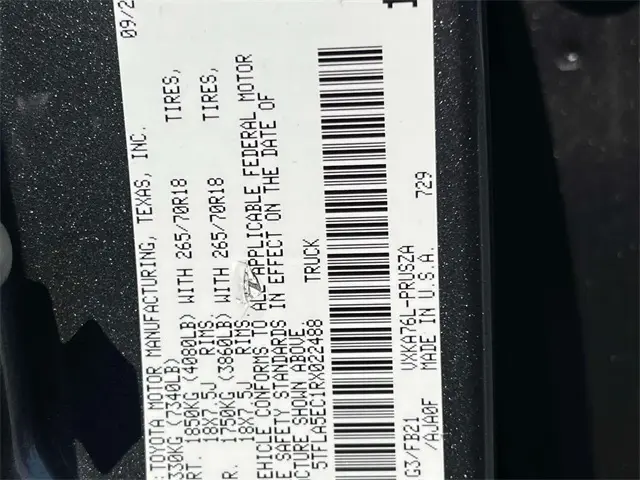 09/2
: TOYOTA MOTOR MANUFACTURING, TEXAS, INC.
330KG (7340LB)
RT. 1850KG (4080LB) WITH 265/70R18 TIRES,
18X7.5J RIMS
R. 1750KG (3860LB) WITH 265/70R18 TIRES,
18X7.5J RIMS
EHICLE CONFORMS TO ALL APPLICABLE FEDERAL MOTOR
E SAFETY STANDARDS IN EFFECT ON THE DATE OF
CTURE SHOWN ABOVE.
5TFLA5EC1RX022488 TRUCK
G3/FB21 VXKA76L-PRUSZA 729
/AJA0F MADE IN U.S.A.